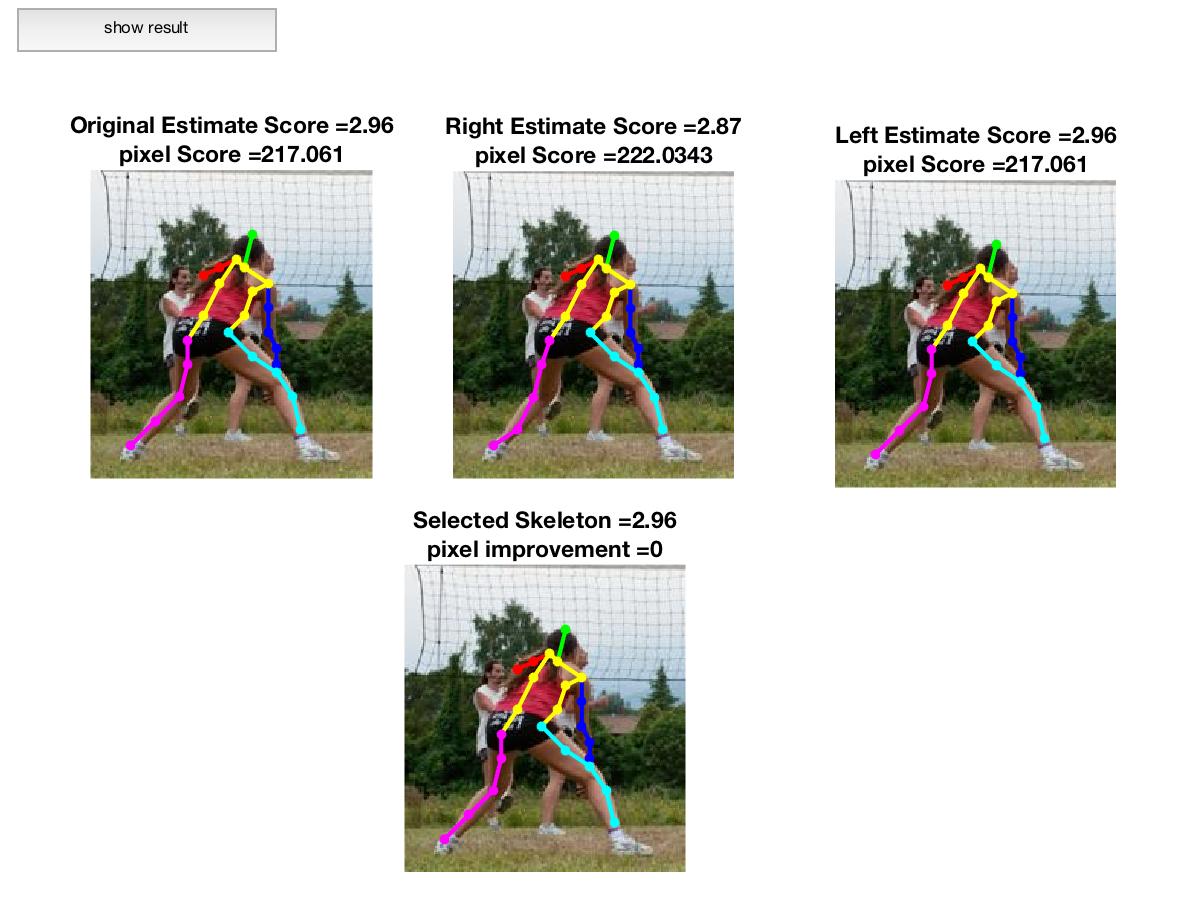 show result
Original Estimate Score =2.96
pixel Score =217.061
Right Estimate Score =2.87
pixel Score =222.0343
Left Estimate Score =2.96
pixel Score =217.061
Selected Skeleton =2.96
pixel improvement =0